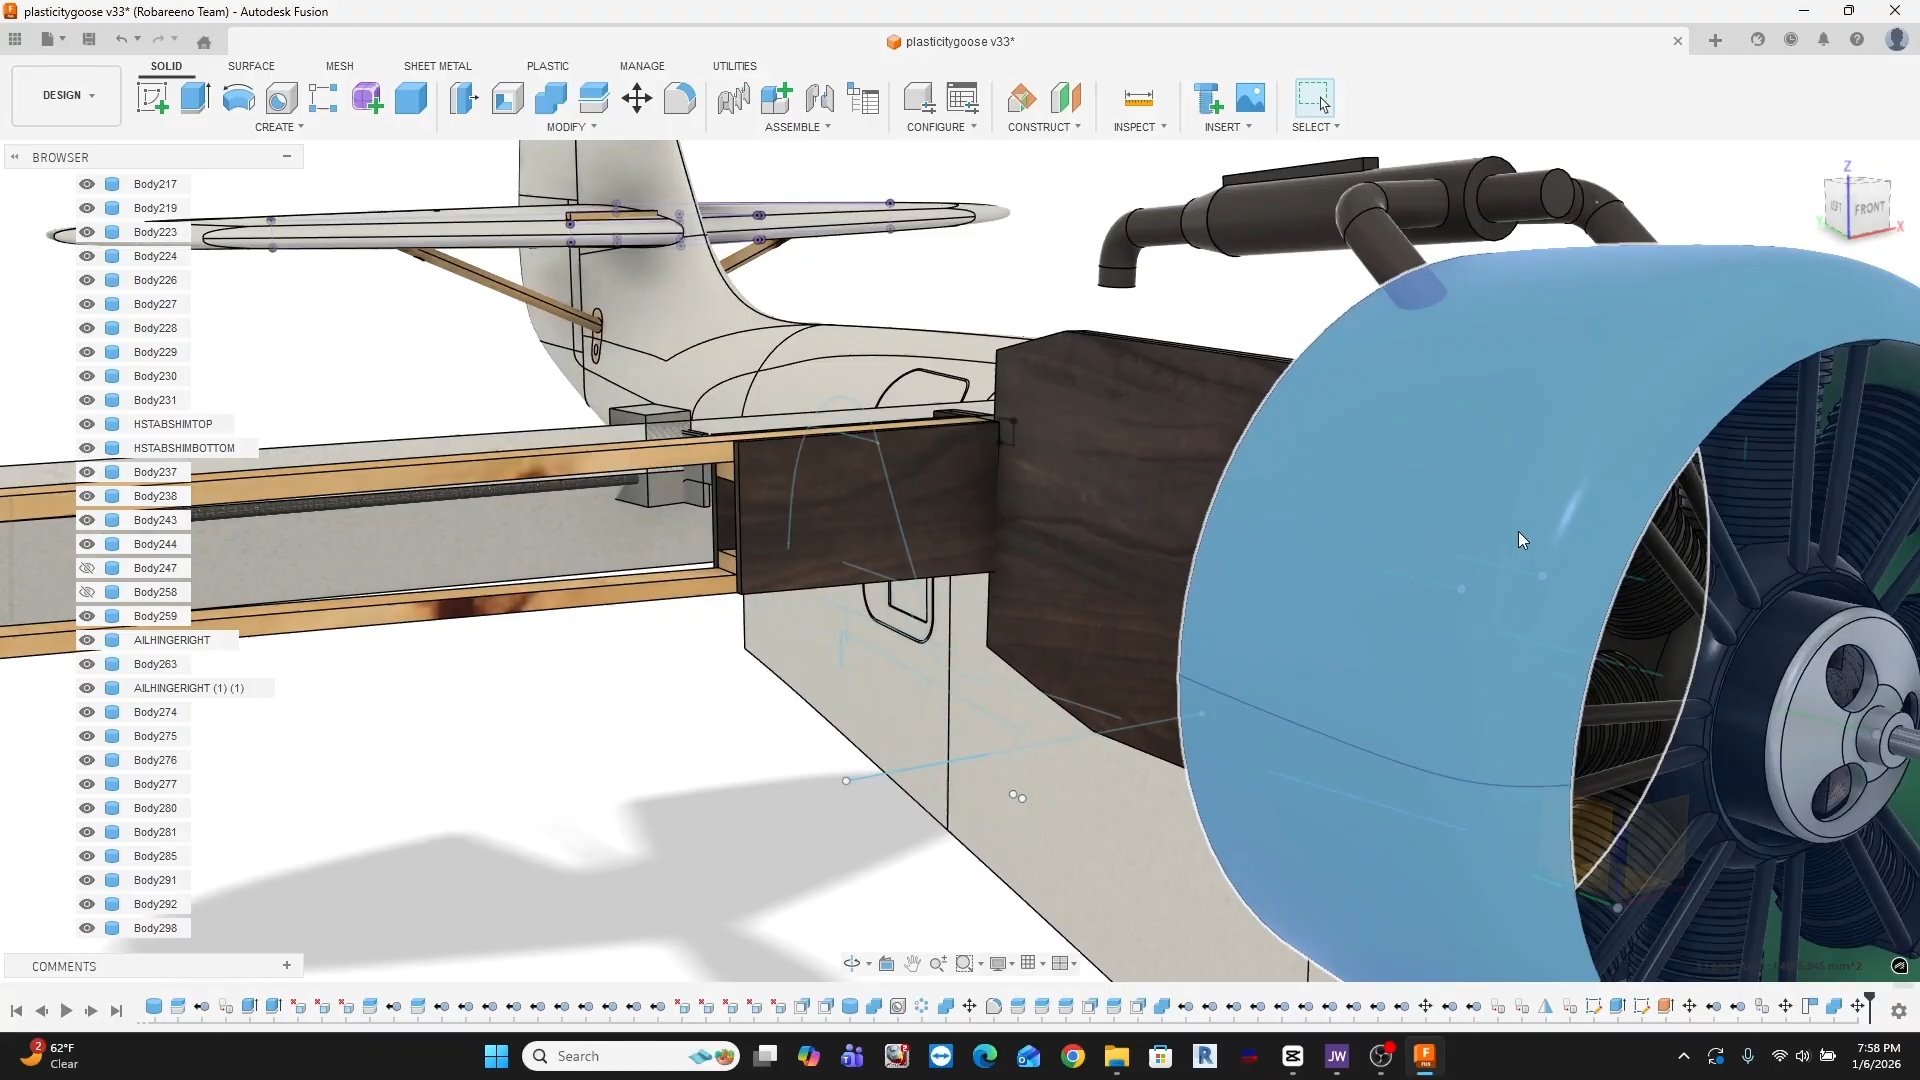 plasticitygoose v33* (Robareeno Team) - Autodesk Fusion
plasticitygoose v33*
SOLID SURFACE MESH SHEET METAL PLASTIC MANAGE UTILITIES
DESIGN
CREATE MODIFY ASSEMBLE CONFIGURE CONSTRUCT INSPECT INSERT SELECT
BROWSER
Body217
Body219
Body223
Body224
Body226
Body227
Body228
Body229
Body230
Body231
HSTABSHIMTOP
HSTABSHIMBOTTOM
Body237
Body238
Body243
Body244
Body247
Body258
Body259
AILHINGERIGHT
Body263
AILHINGERIGHT (1) (1)
Body274
Body275
Body276
Body277
Body280
Body281
Body285
Body291
Body292
Body298
Z
LEFT FRONT
X
COMMENTS
2
62°F
Clear
Search
JW
7:58 PM
1/6/2026